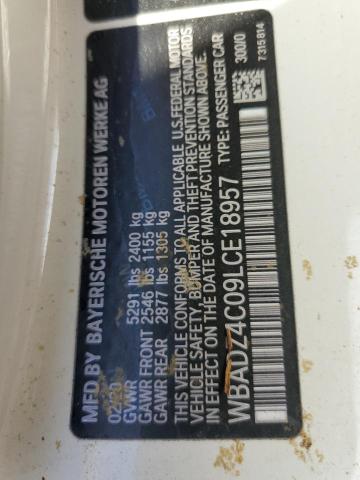 MFD BY BAYERISCHE MOTOREN WERKE AG
02/20
GVWR 5291 lbs 2400 kg
GAWR FRONT 2546 lbs 1155 kg
GAWR REAR 2877 lbs 1305 kg
THIS VEHICLE CONFORMS TO ALL APPLICABLE U.S.FEDERAL MOTOR
VEHICLE SAFETY, BUMPER, AND THEFT PREVENTION STANDARDS
IN EFFECT ON DATE OF MANUFACTURE SHOWN ABOVE.
WBADZ4C09LCE18957 TYPE: PASSENGER CAR
300/0
7315814